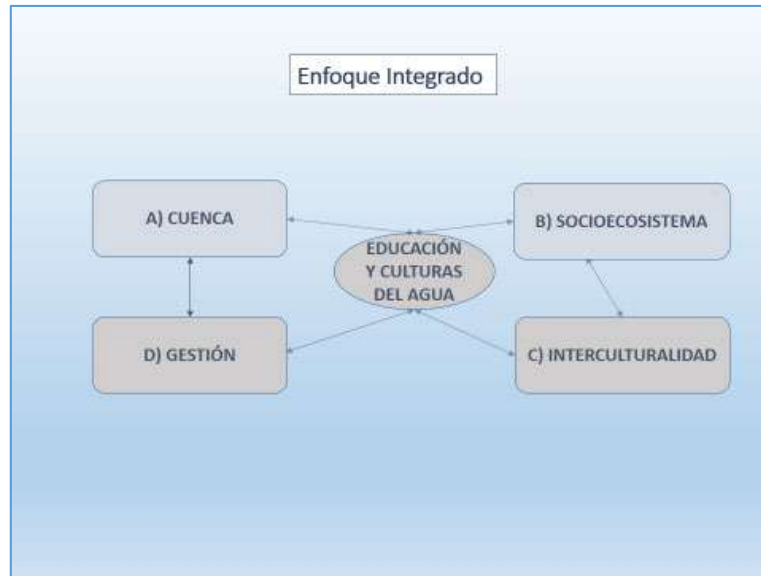 Enfoque Integrado
A) CUENCA
B) SOCIOECOSISTEMA
EDUCACIÓN
Y CULTURAS
DEL AGUA
D) GESTIÓN
C) INTERCULTURALIDAD